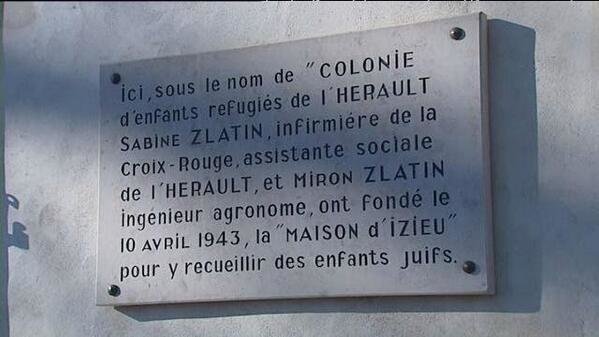 Ici, sous le nom de "COLONIE
d'enfants refugiés de l'HERAULT
SABINE ZLATIN, infirmiére de la
Croix-Rouge, assistante sociale
de l'HERAULT, et MIRON ZLATIN
ingénieur agronome, ont fondé le
10 AVRIL 1943, la "MAISON d'IZIEU"
pour y recueillir des enfants juifs.